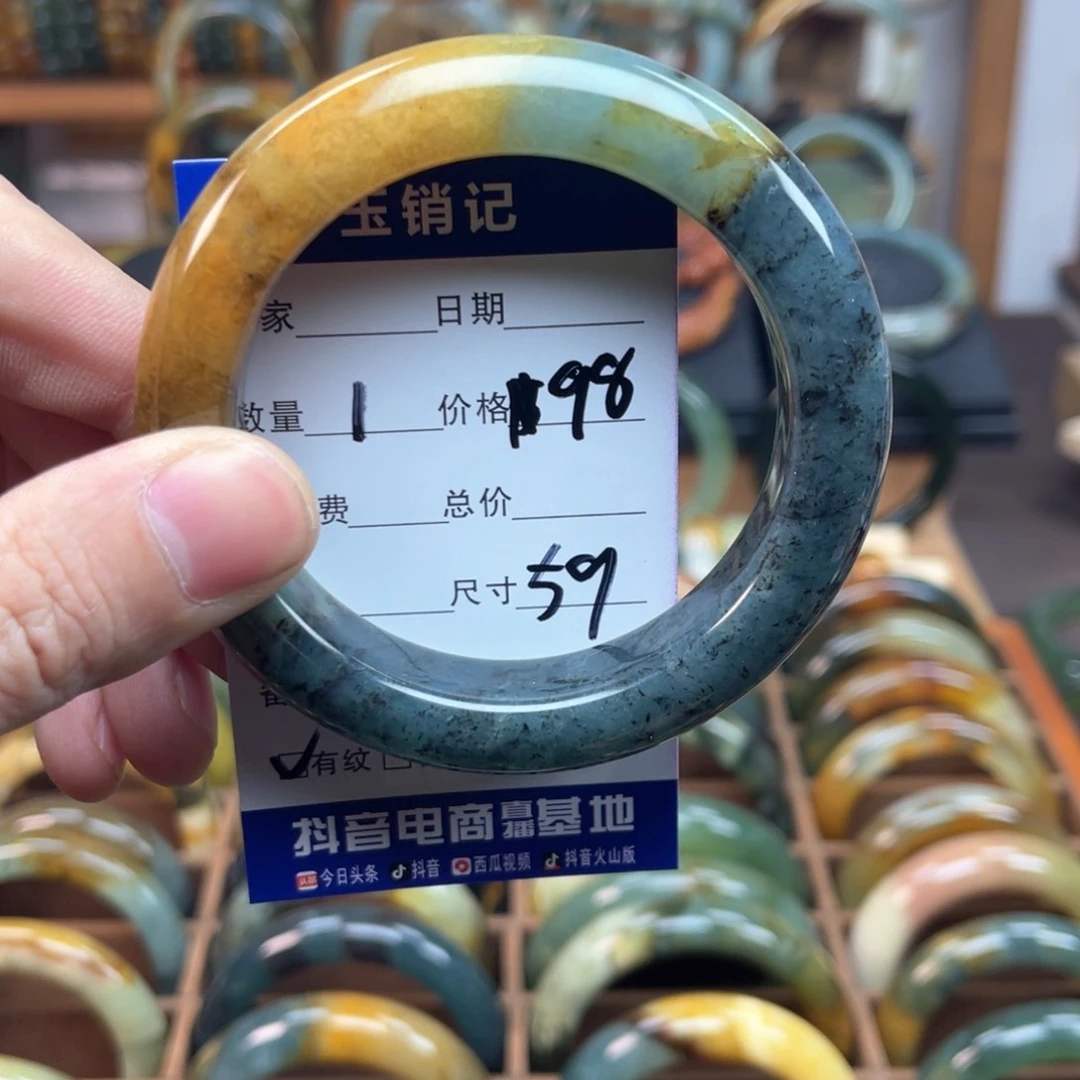 玉销记
家 日期
数量 1 价格 98
费 总价
尺寸 59
有纹
抖音电商直播基地
今日头条 抖音 西瓜视频 抖音火山版